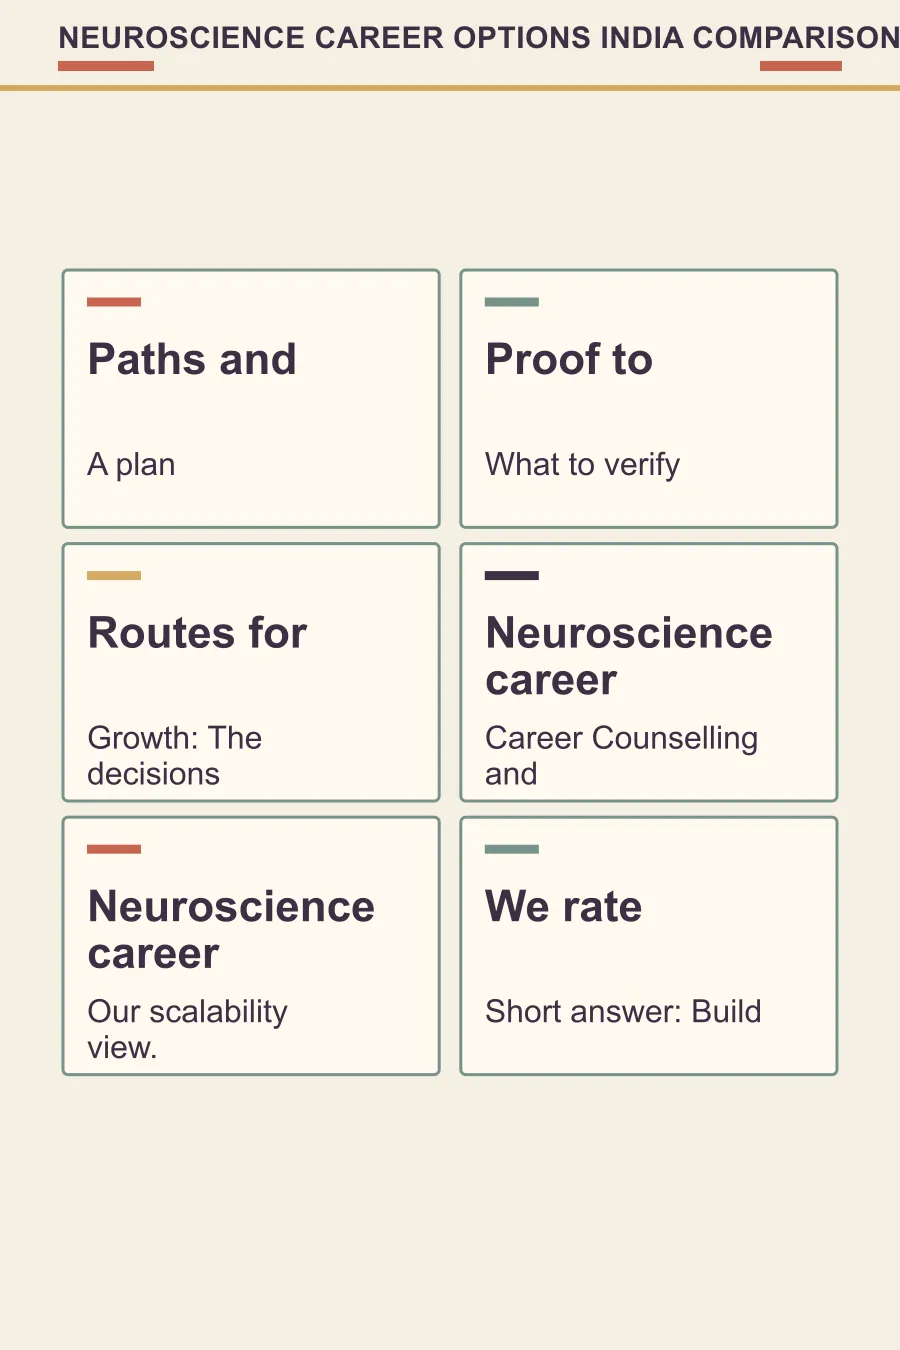 NEUROSCIENCE CAREER OPTIONS INDIA COMPARISON
Paths and
A plan
Proof to
What to verify
Routes for
Growth: The
decisions
Neuroscience
career
Career Counselling
and
Neuroscience
career
Our scalability
view.
We rate
Short answer: Build